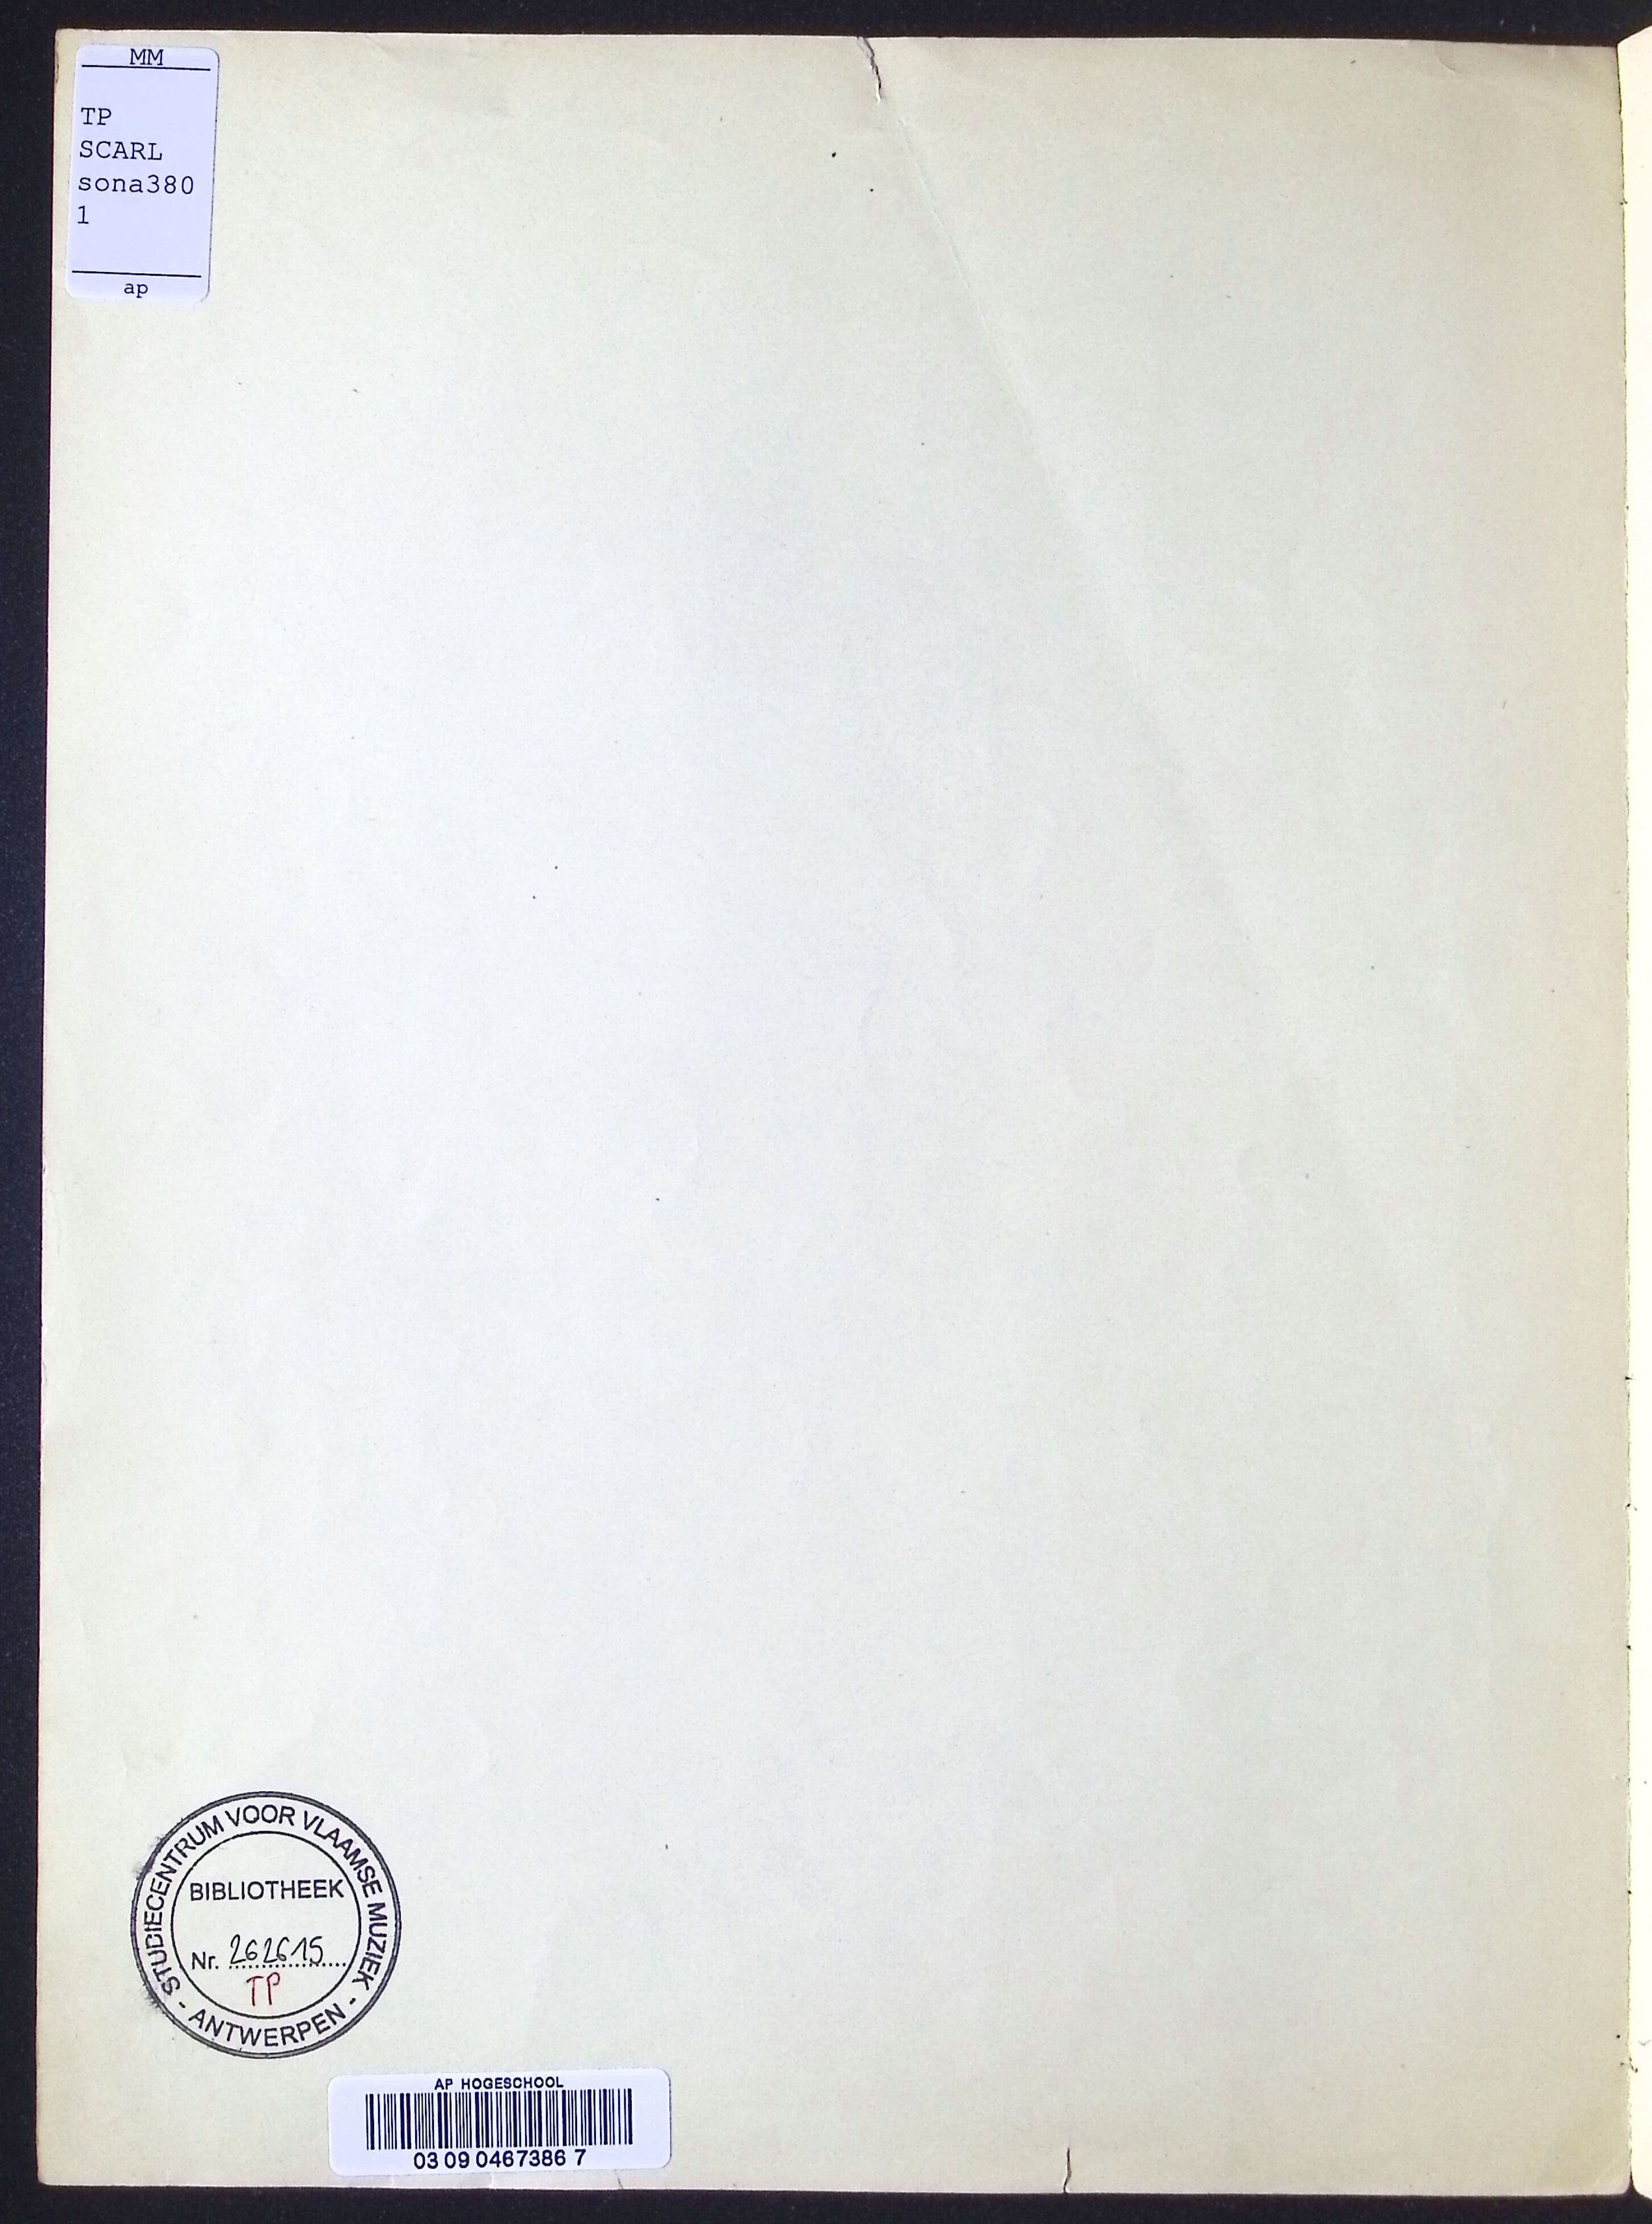 MM
TP
SCARL
sona380
1
ap
STUDIECENTRUM VOOR VLAAMSE MUZIEK - ANTWERPEN -
BIBLIOTHEEK
Nr. 262615
TP
AP HOGESCHOOL
03 09 0467386 7